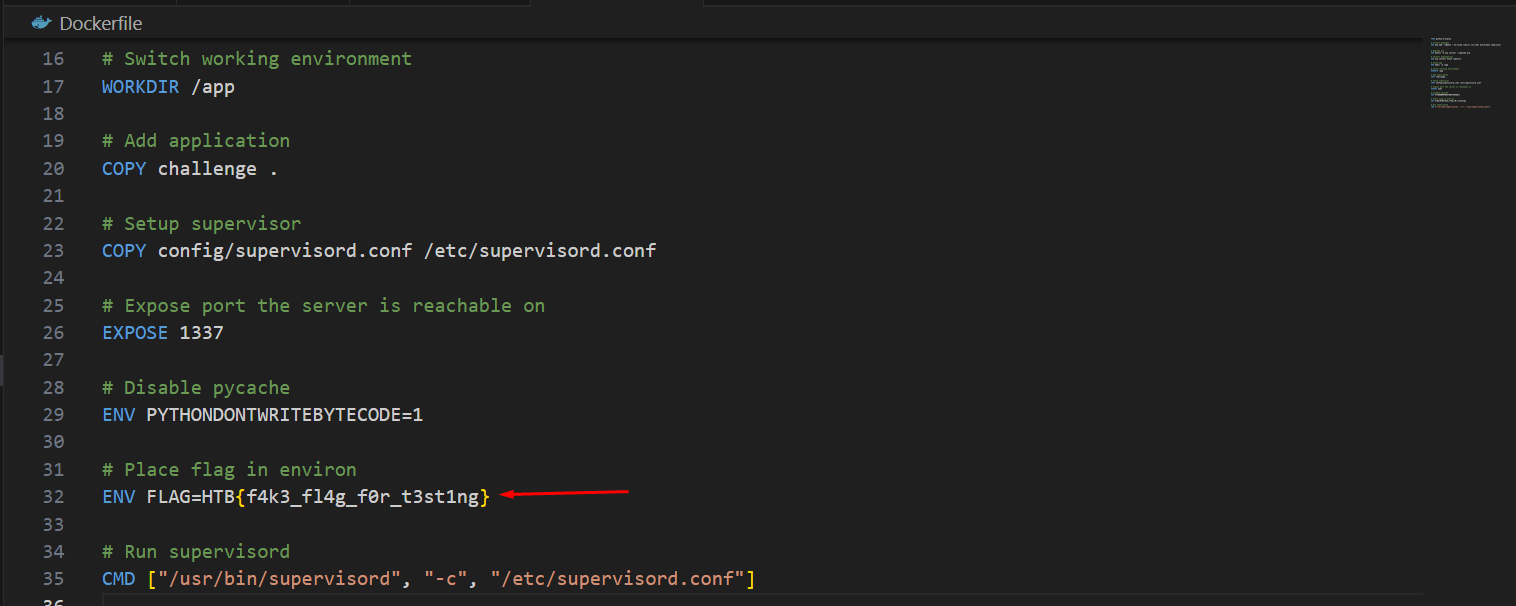 Dockerfile
16 # Switch working environment
17 WORKDIR /app
18
19 # Add application
20 COPY challenge .
21
22 # Setup supervisor
23 COPY config/supervisord.conf /etc/supervisord.conf
24
25 # Expose port the server is reachable on
26 EXPOSE 1337
27
28 # Disable pycache
29 ENV PYTHONDONTWRITEBYTECODE=1
30
31 # Place flag in environ
32 ENV FLAG=HTB{f4k3_fl4g_f0r_t3st1ng}
33
34 # Run supervisord
35 CMD ["/usr/bin/supervisord", "-c", "/etc/supervisord.conf"]
36